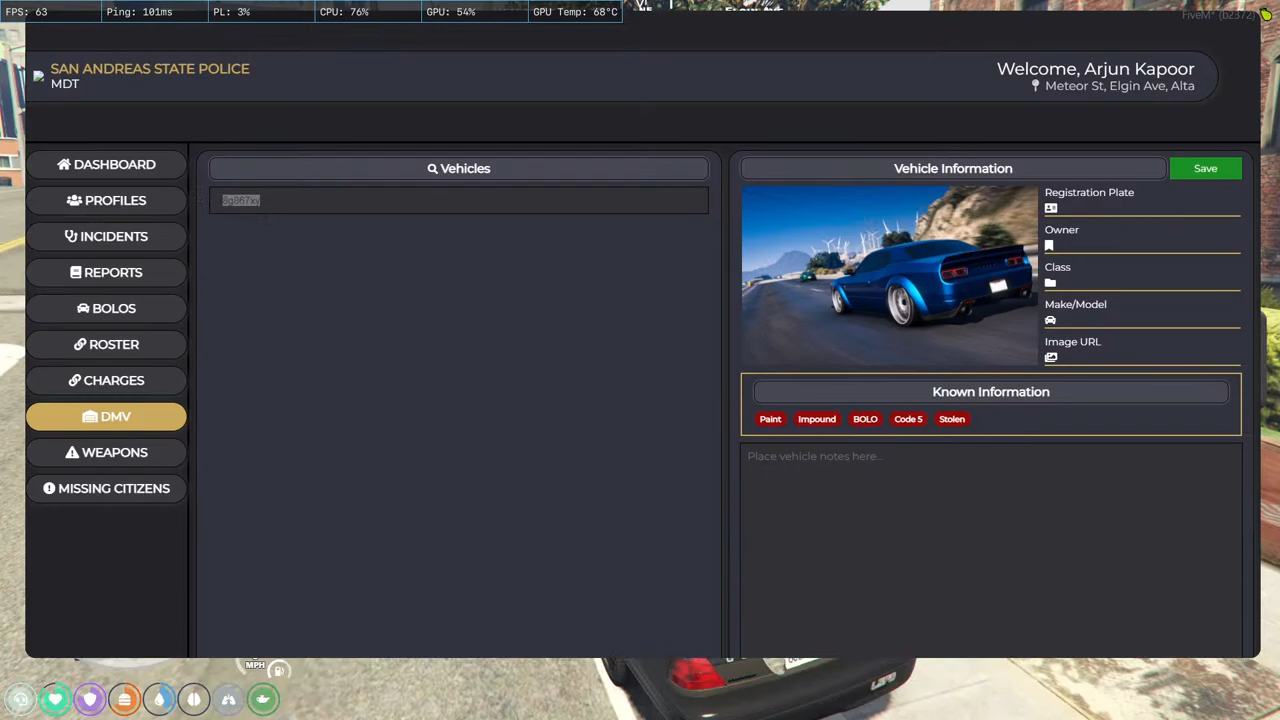 FPS: 63 Ping: 101ms PL: 3% CPU: 76% GPU: 54% GPU Temp: 68°C
FiveM* (b2372)
SAN ANDREAS STATE POLICE
MDT
Welcome, Arjun Kapoor
Meteor St, Elgin Ave, Alta
DASHBOARD
PROFILES
INCIDENTS
REPORTS
BOLOS
ROSTER
CHARGES
DMV
WEAPONS
MISSING CITIZENS
Vehicles
8g867xy
Vehicle Information
Save
Registration Plate
Owner
Class
Make/Model
Image URL
Known Information
Paint Impound BOLO Code 5 Stolen
Place vehicle notes here...
MPH